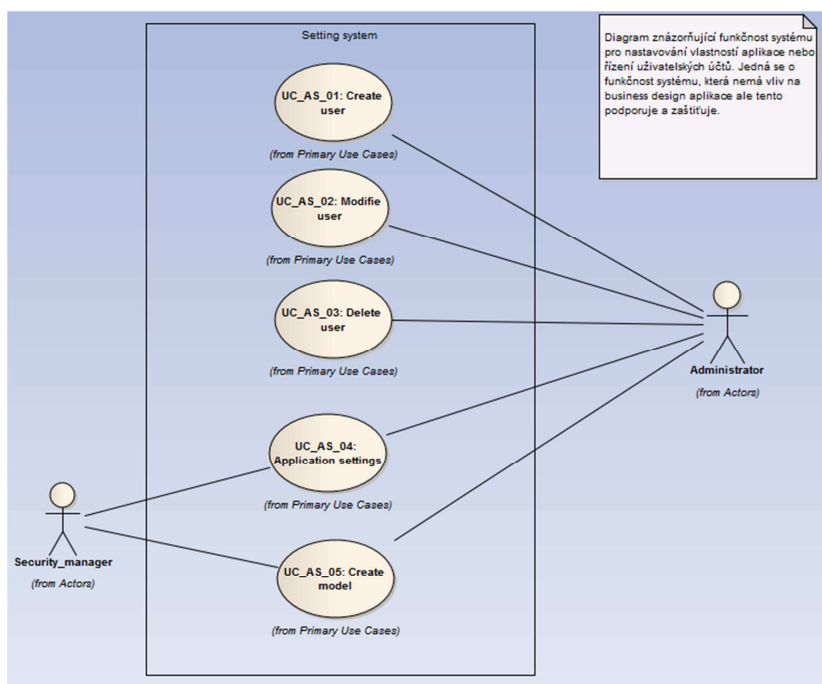 Setting system
Diagram znázorňující funkčnost systému
pro nastavování vlastností aplikace nebo
řízení uživatelských účtů. Jedná se o
funkčnost systému, která nemá vliv na
business design aplikace ale tento
podporuje a zaštiťuje.
UC_AS_01: Create
user
(from Primary Use Cases)
UC_AS_02: Modifie
user
(from Primary Use Cases)
UC_AS_03: Delete
user
(from Primary Use Cases)
Administrator
(from Actors)
UC_AS_04:
Application settings
(from Primary Use Cases)
Security_manager
(from Actors)
UC_AS_05: Create
model
(from Primary Use Cases)